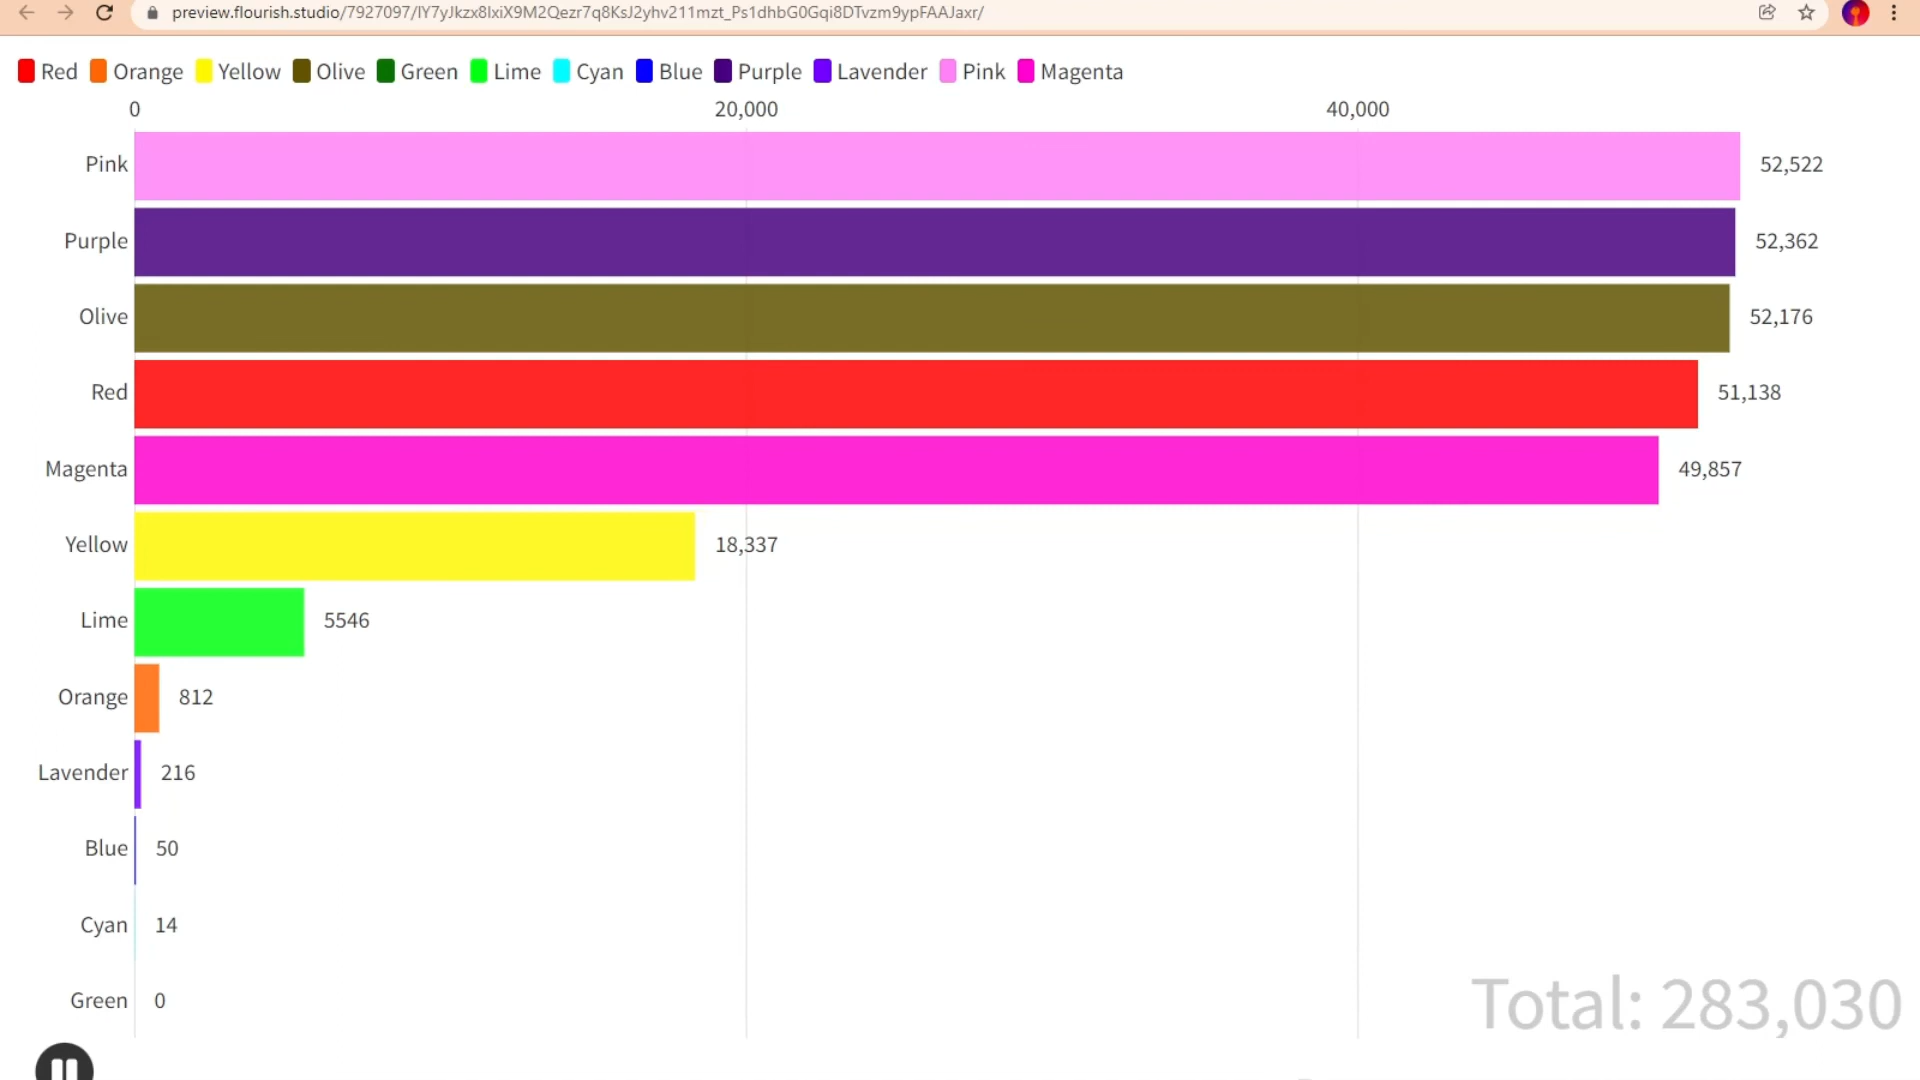 preview.flourish.studio/7927097/IY7yJkzx8IxiX9M2Qezr7q8KsJ2yhv211mzt_Ps1dhbG0Gqi8DTvzm9ypFAAJaxr/
Red Orange Yellow Olive Green Lime Cyan Blue Purple Lavender Pink Magenta
0 20,000 40,000
Pink 52,522
Purple 52,362
Olive 52,176
Red 51,138
Magenta 49,857
Yellow 18,337
Lime 5546
Orange 812
Lavender 216
Blue 50
Cyan 14
Green 0
Total: 283,030